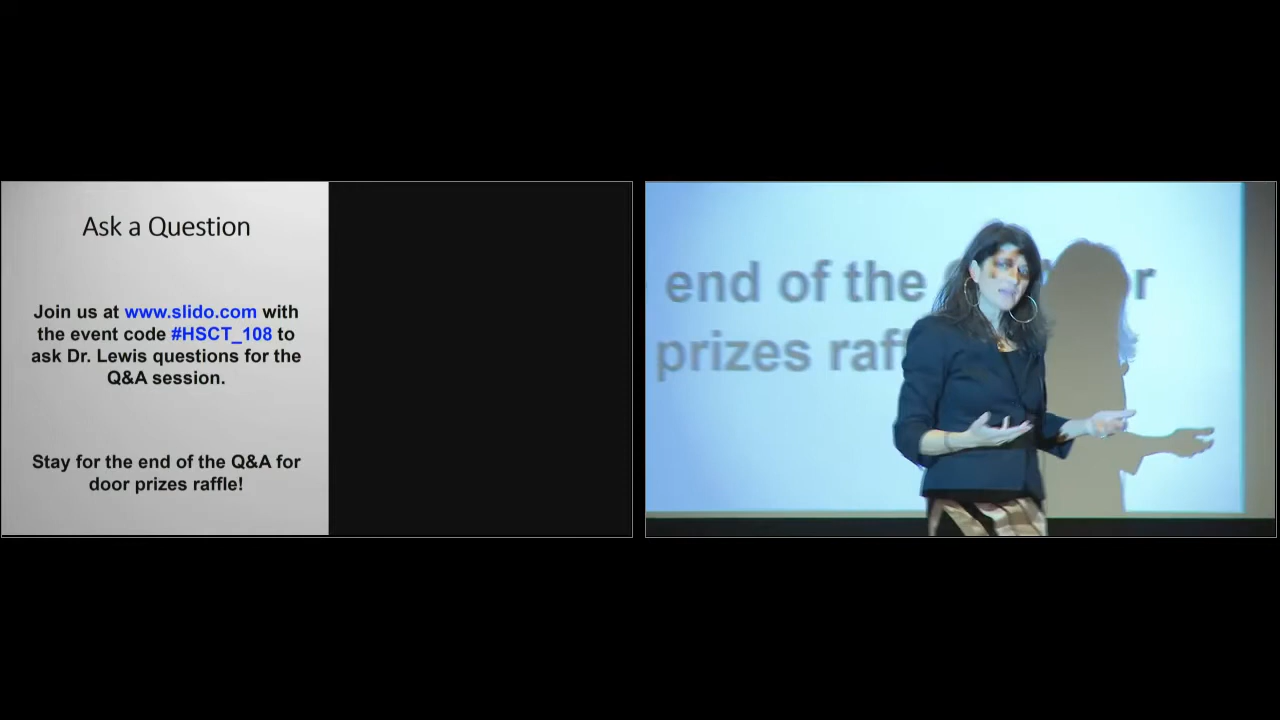 Ask a Question
Join us at www.slido.com with
the event code #HSCT_108 to
ask Dr. Lewis questions for the
Q&A session.
Stay for the end of the Q&A for
door prizes raffle!
end of the
prizes